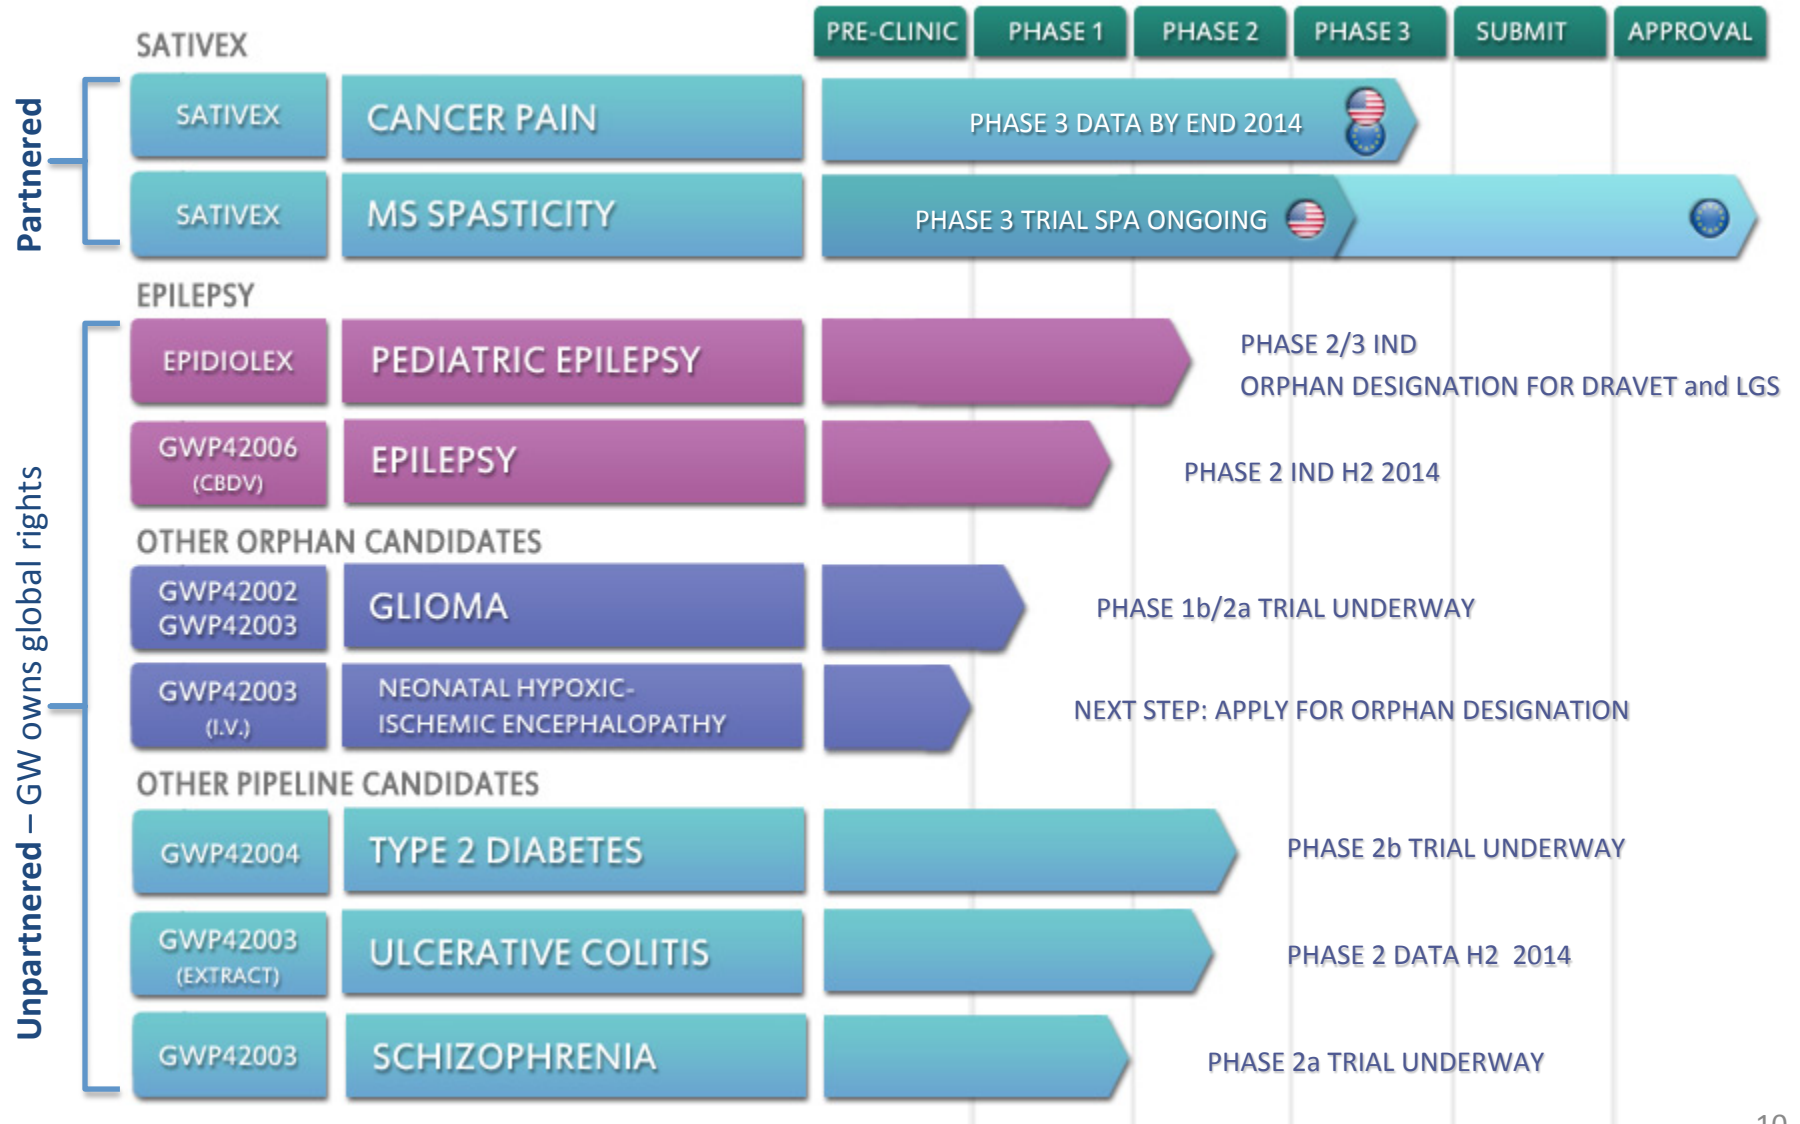 PRE-CLINIC PHASE 1 PHASE 2 PHASE 3 SUBMIT APPROVAL
SATIVEX
Partnered
SATIVEX CANCER PAIN PHASE 3 DATA BY END 2014
SATIVEX MS SPASTICITY PHASE 3 TRIAL SPA ONGOING
Unpartnered – GW owns global rights
EPILEPSY
EPIDIOLEX PEDIATRIC EPILEPSY
PHASE 2/3 IND
ORPHAN DESIGNATION FOR DRAVET and LGS
GWP42006
(CBDV)
EPILEPSY
PHASE 2 IND H2 2014
OTHER ORPHAN CANDIDATES
GWP42002
GWP42003
GLIOMA
PHASE 1b/2a TRIAL UNDERWAY
GWP42003
(I.V.)
NEONATAL HYPOXIC-
ISCHEMIC ENCEPHALOPATHY
NEXT STEP: APPLY FOR ORPHAN DESIGNATION
OTHER PIPELINE CANDIDATES
GWP42004 TYPE 2 DIABETES PHASE 2b TRIAL UNDERWAY
GWP42003
(EXTRACT)
ULCERATIVE COLITIS
PHASE 2 DATA H2 2014
GWP42003 SCHIZOPHRENIA PHASE 2a TRIAL UNDERWAY
10